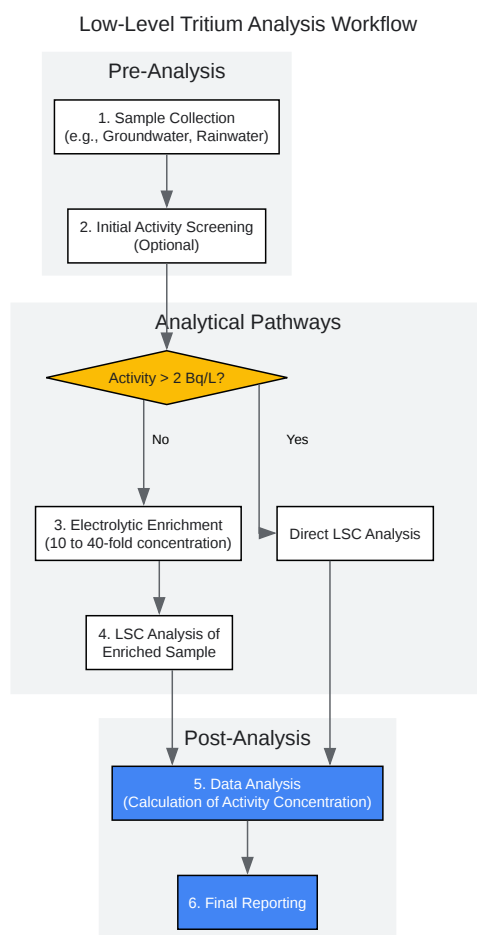 Low-Level Tritium Analysis Workflow
Pre-Analysis
1. Sample Collection
(e.g., Groundwater, Rainwater)
2. Initial Activity Screening
(Optional)
Analytical Pathways
Activity > 2 Bq/L?
No
Yes
3. Electrolytic Enrichment
(10 to 40-fold concentration)
Direct LSC Analysis
4. LSC Analysis of
Enriched Sample
Post-Analysis
5. Data Analysis
(Calculation of Activity Concentration)
6. Final Reporting